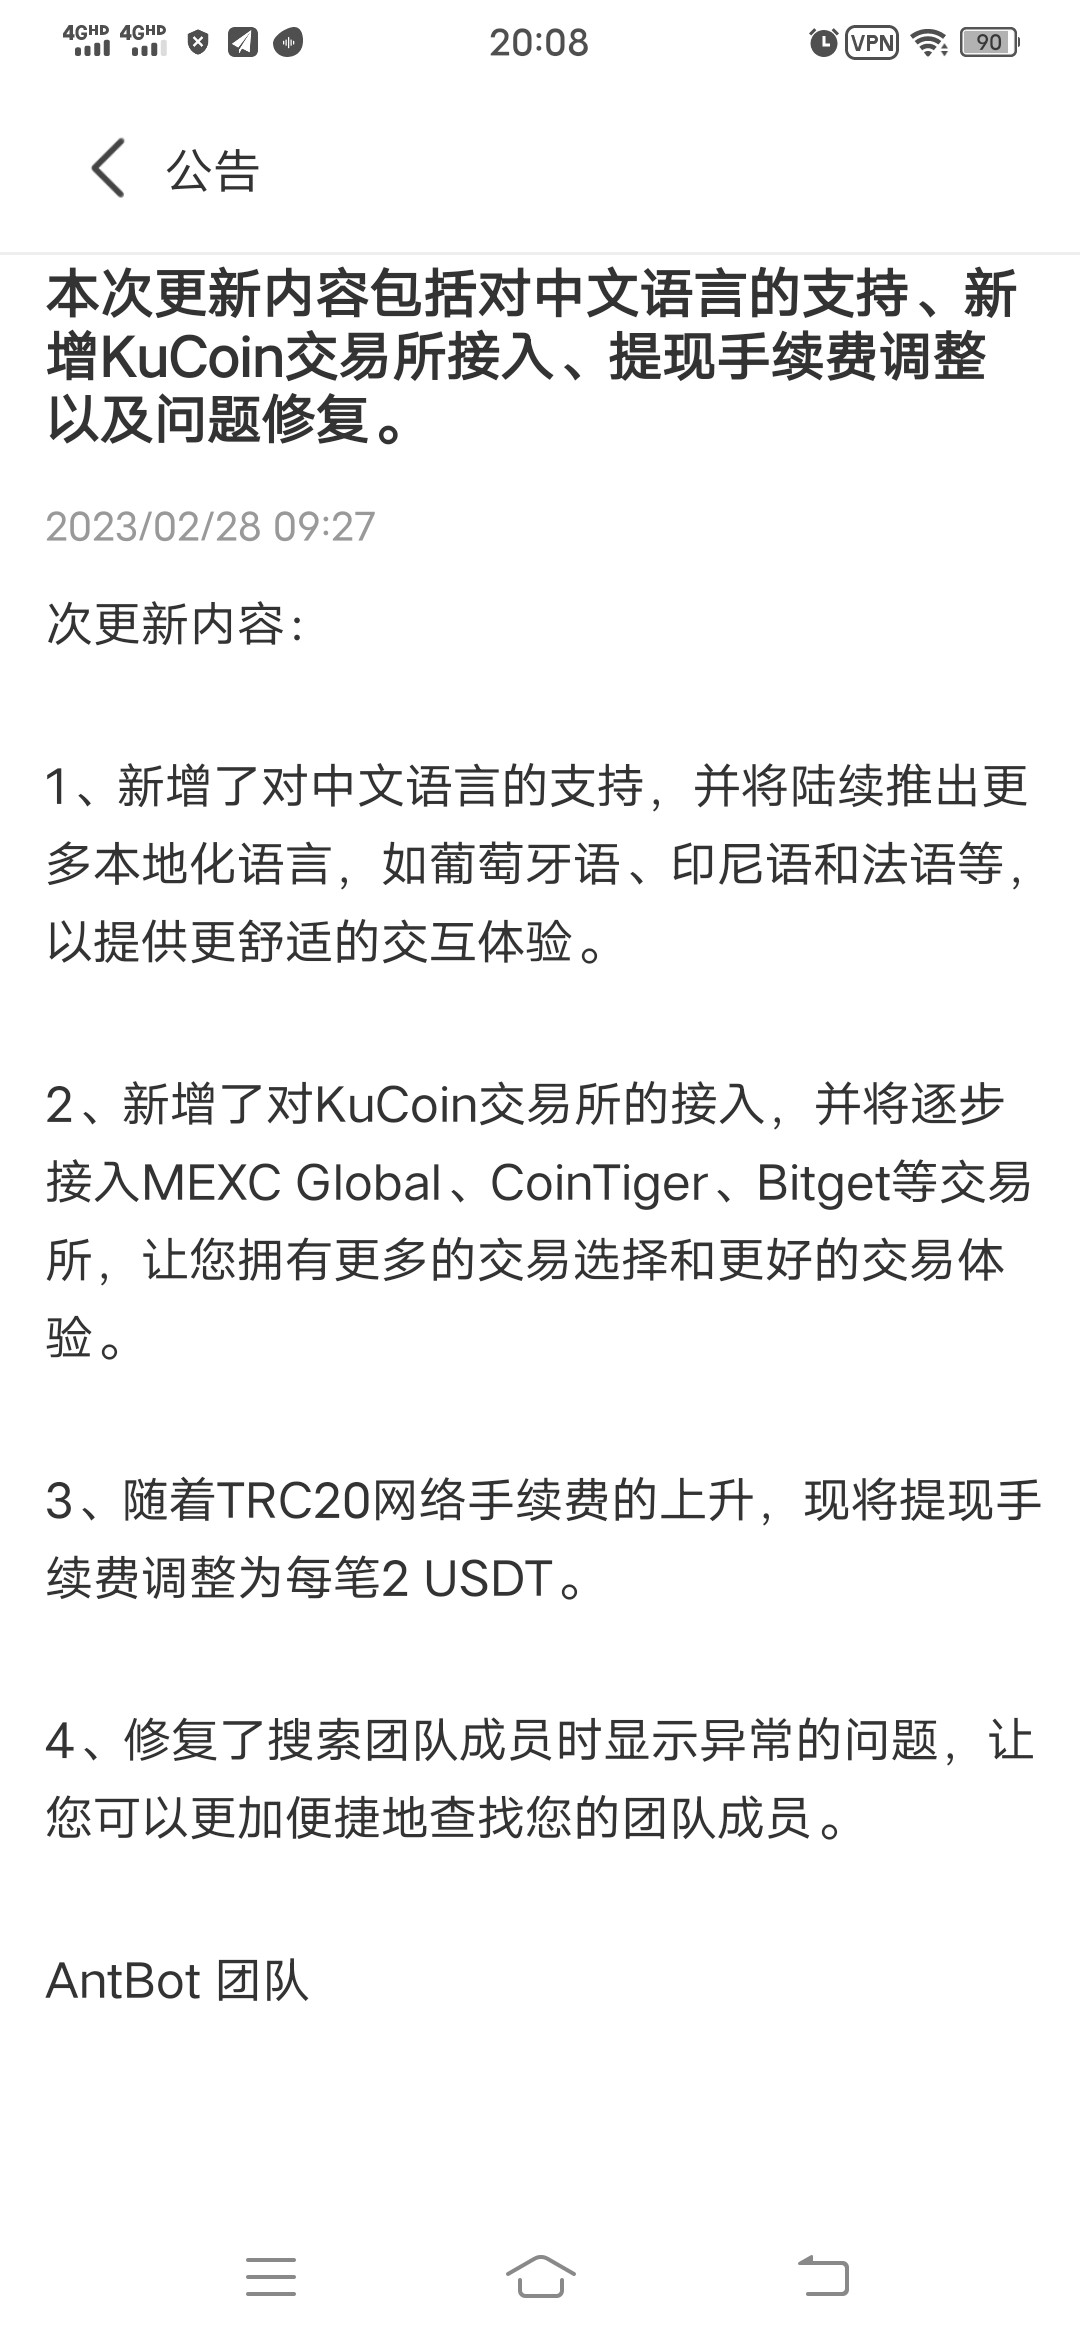 4GHD 4GHD 20:08 VPN 90
公告
本次更新内容包括对中文语言的支持、新
增KuCoin交易所接入、提现手续费调整
以及问题修复。
2023/02/28 09:27
次更新内容：
1、新增了对中文语言的支持，并将陆续推出更
多本地化语言，如葡萄牙语、印尼语和法语等，
以提供更舒适的交互体验。
2、新增了对KuCoin交易所的接入，并将逐步
接入MEXC Global、CoinTiger、Bitget等交易
所，让您拥有更多的交易选择和更好的交易体
验。
3、随着TRC20网络手续费的上升，现将提现手
续费调整为每笔2 USDT。
4、修复了搜索团队成员时显示异常的问题，让
您可以更加便捷地查找您的团队成员。
AntBot 团队